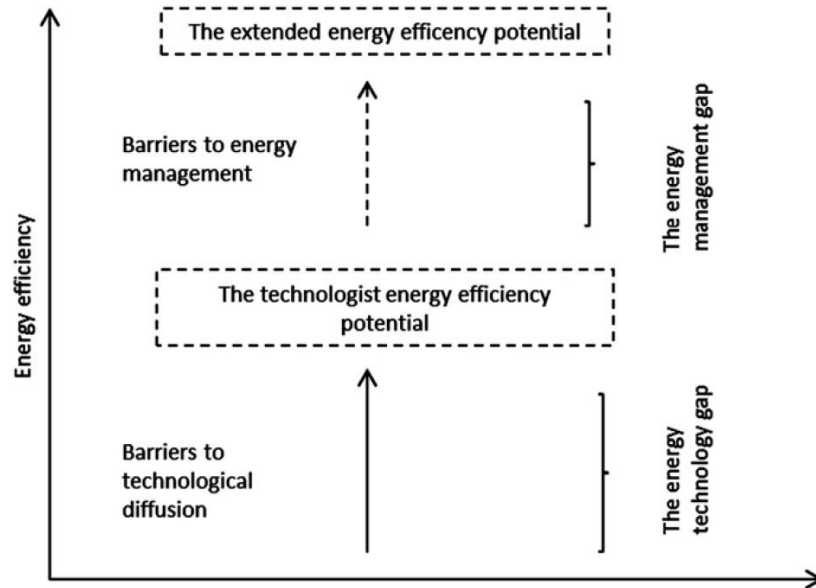 The extended energy efficency potential
Barriers to energy
management
The energy
management gap
Energy efficiency
The technologist energy efficiency
potential
Barriers to
technological
diffusion
The energy
technology gap